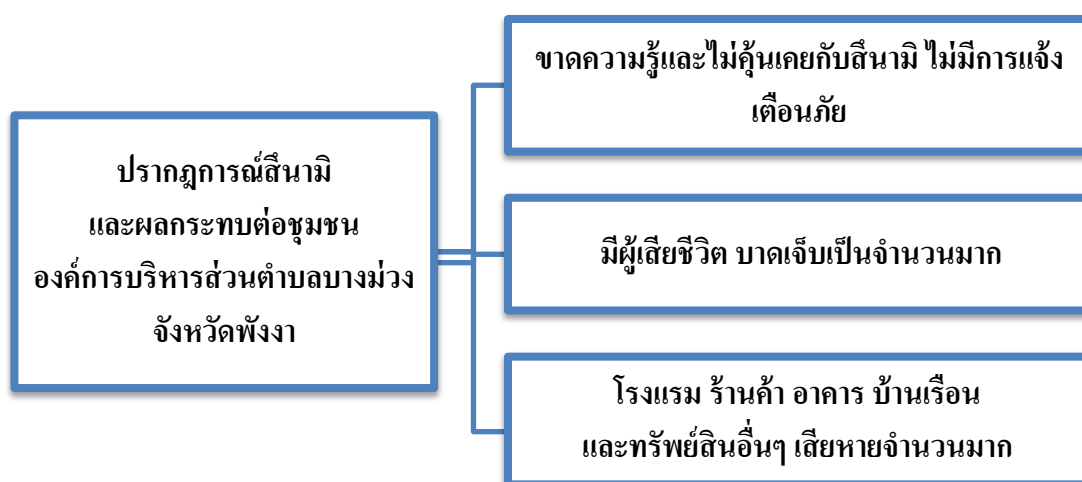 ปรากฎการณ์สึนามิ
และผลกระทบต่อชุมชน
องค์การบริหารส่วนตำบลบางม่วง
จังหวัดพังงา
ขาดความรู้และไม่คุ้นเคยกับสึนามิ ไม่มีการแจ้ง
เตือนภัย
มีผู้เสียชีวิต บาดเจ็บเป็นจำนวนมาก
โรงแรม ร้านค้า อาคาร บ้านเรือน
และทรัพย์สินอื่นๆ เสียหายจำนวนมาก